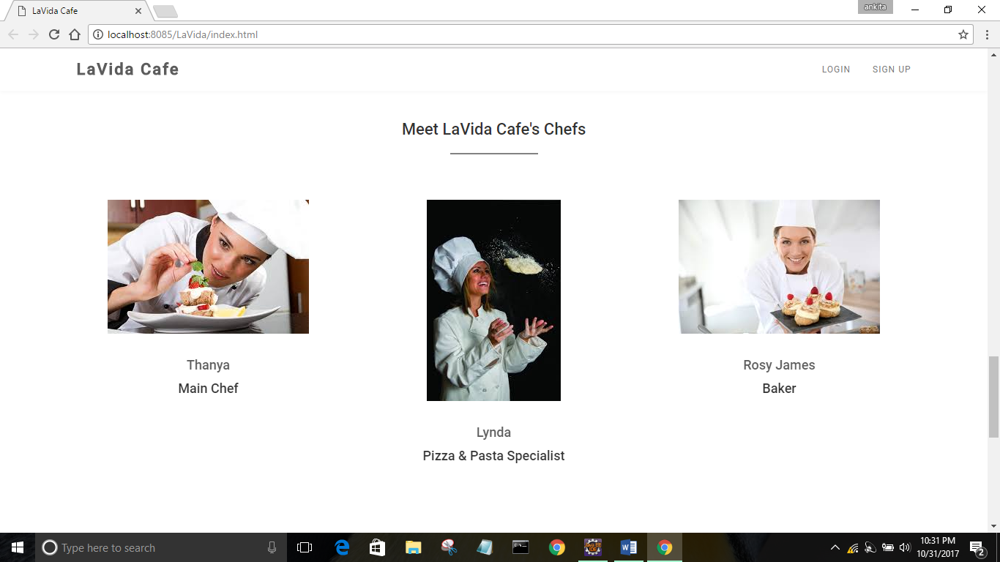 LaVida Cafe
ankita
localhost:8085/LaVida/index.html
LaVida Cafe
LOGIN
SIGN UP
Meet LaVida Cafe's Chefs
Thanya
Main Chef
Lynda
Pizza & Pasta Specialist
Rosy James
Baker
Type here to search
10:31 PM
10/31/2017
2